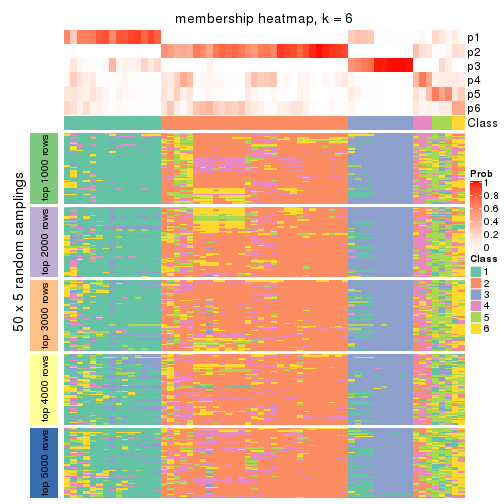 membership heatmap, k = 6
p1
p2
p3
p4
p5
p6
Class
50 x 5 random samplings
top 1000 rows
top 2000 rows
top 3000 rows
top 4000 rows
top 5000 rows
Prob
1
0.8
0.6
0.4
0.2
0
Class
1
2
3
4
5
6